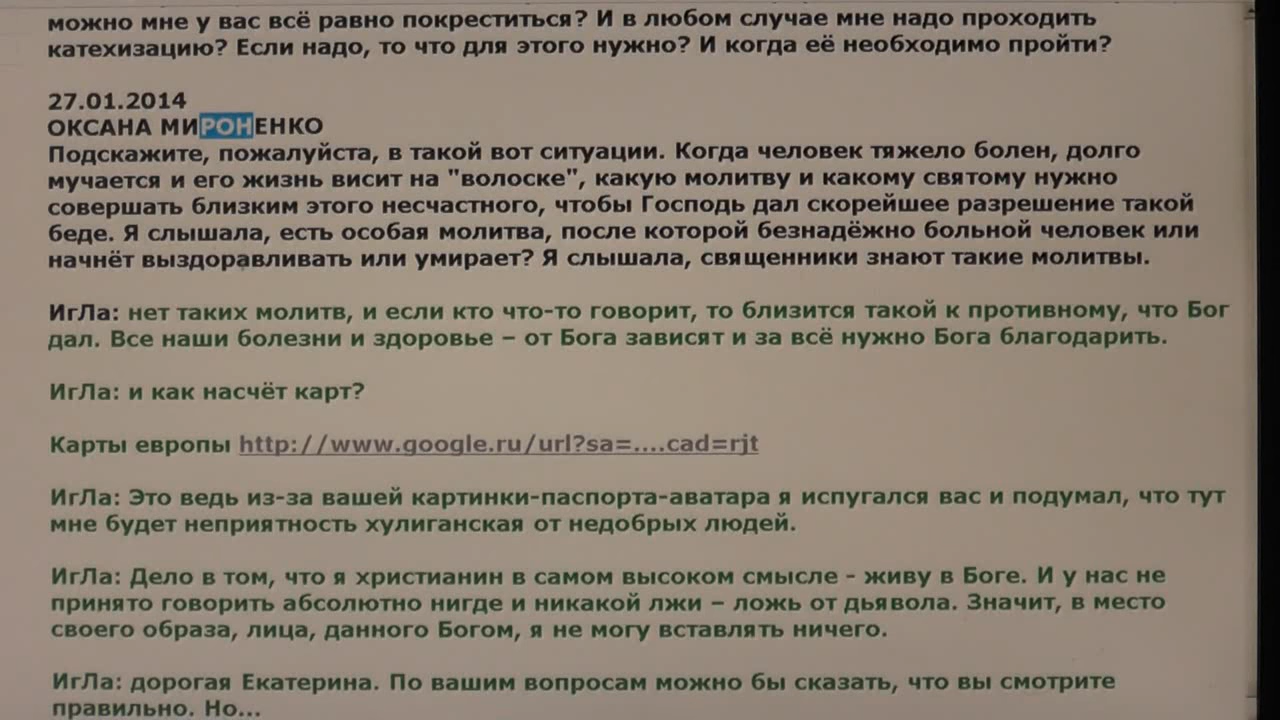 можно мне у вас всё равно покреститься? И в любом случае мне надо проходить
катехизацию? Если надо, то что для этого нужно? И когда её необходимо пройти?
27.01.2014
ОКСАНА МИРОНЕНКО
Подскажите, пожалуйста, в такой вот ситуации. Когда человек тяжело болен, долго
мучается и его жизнь висит на "волоске", какую молитву и какому святому нужно
совершать близким этого несчастного, чтобы Господь дал скорейшее разрешение такой
беде. Я слышала, есть особая молитва, после которой безнадёжно больной человек или
начнёт выздоравливать или умирает? Я слышала, священники знают такие молитвы.
ИгЛа: нет таких молитв, и если кто что-то говорит, то близится такой к противному, что Бог
дал. Все наши болезни и здоровье – от Бога зависят и за всё нужно Бога благодарить.
ИгЛа: и как насчёт карт?
Карты европы http://www.google.ru/url?sa=....cad=rjt
ИгЛа: Это ведь из-за вашей картинки-паспорта-аватара я испугался вас и подумал, что тут
мне будет неприятность хулиганская от недобрых людей.
ИгЛа: Дело в том, что я христианин в самом высоком смысле - живу в Боге. И у нас не
принято говорить абсолютно нигде и никакой лжи – ложь от дьявола. Значит, в место
своего образа, лица, данного Богом, я не могу вставлять ничего.
ИгЛа: дорогая Екатерина. По вашим вопросам можно бы сказать, что вы смотрите
правильно. Но...